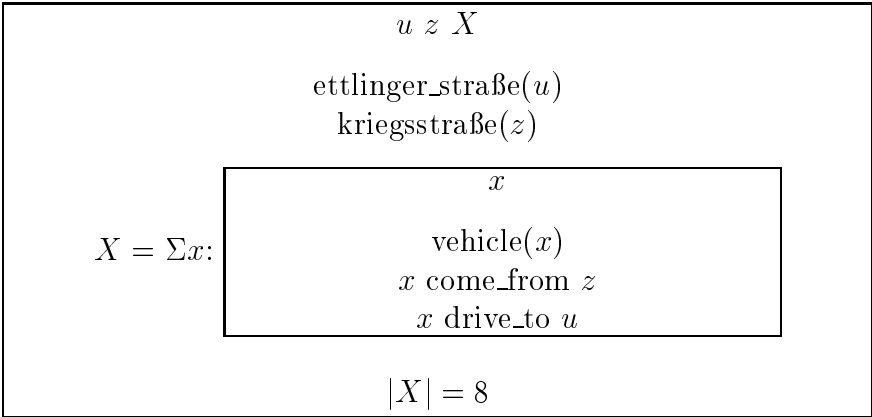 u z X
ettlinger_straße(u)
kriegsstraße(z)
x
X = Σx:
vehicle(x)
x come_from z
x drive_to u
|X| = 8